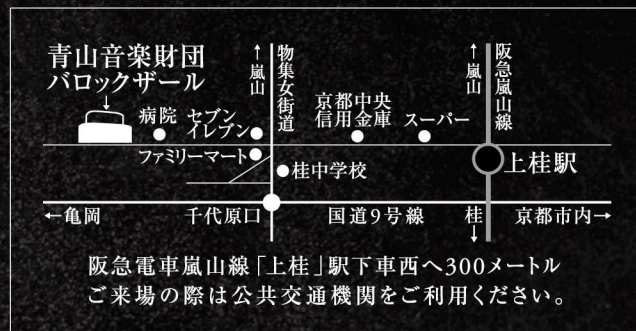 青山音楽財団
バロックザール
↑嵐山
物集女街道
↑嵐山
阪急嵐山線
病院
セブン
イレブン
京都中央
信用金庫
スーパー
ファミリーマート
桂中学校
上桂駅
←亀岡
千代原口
国道9号線
桂↓
京都市内→
阪急電車嵐山線「上桂」駅下車西へ300メートル
ご来場の際は公共交通機関をご利用ください。